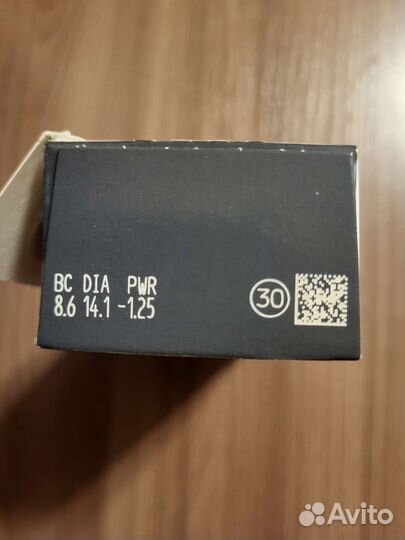 BC DIA PWR
8.6 14.1 -1.25
30
Avito